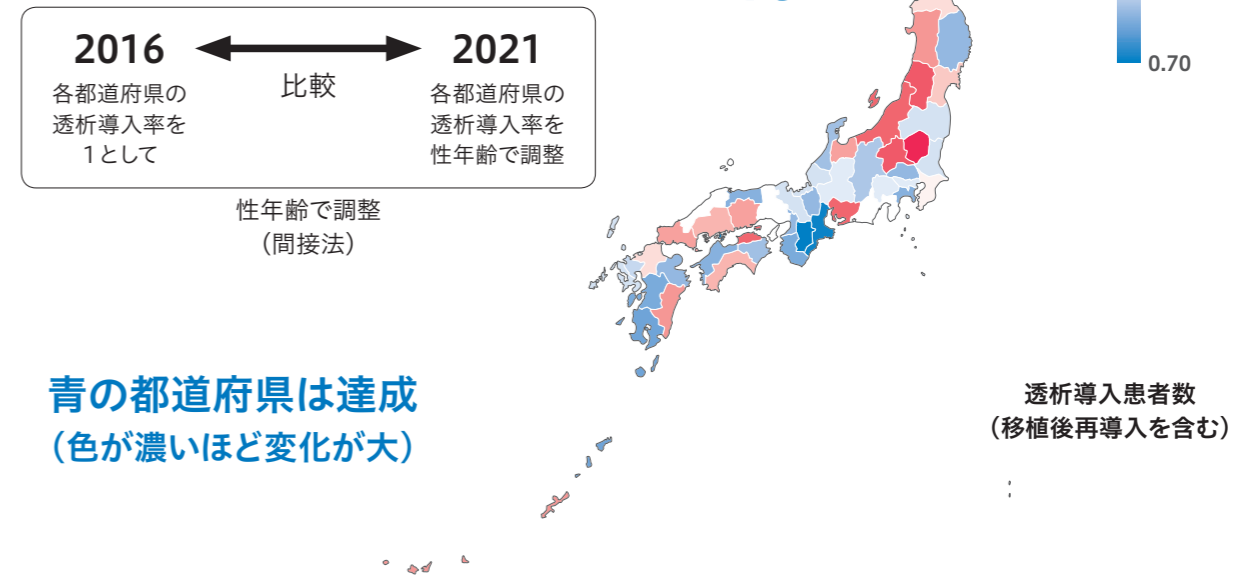 2016
各都道府県の
透析導入率を
1として
比較
2021
各都道府県の
透析導入率を
性年齢で調整
性年齢で調整
（間接法）
0.70
青の都道府県は達成
（色が濃いほど変化が大）
透析導入患者数
（移植後再導入を含む）